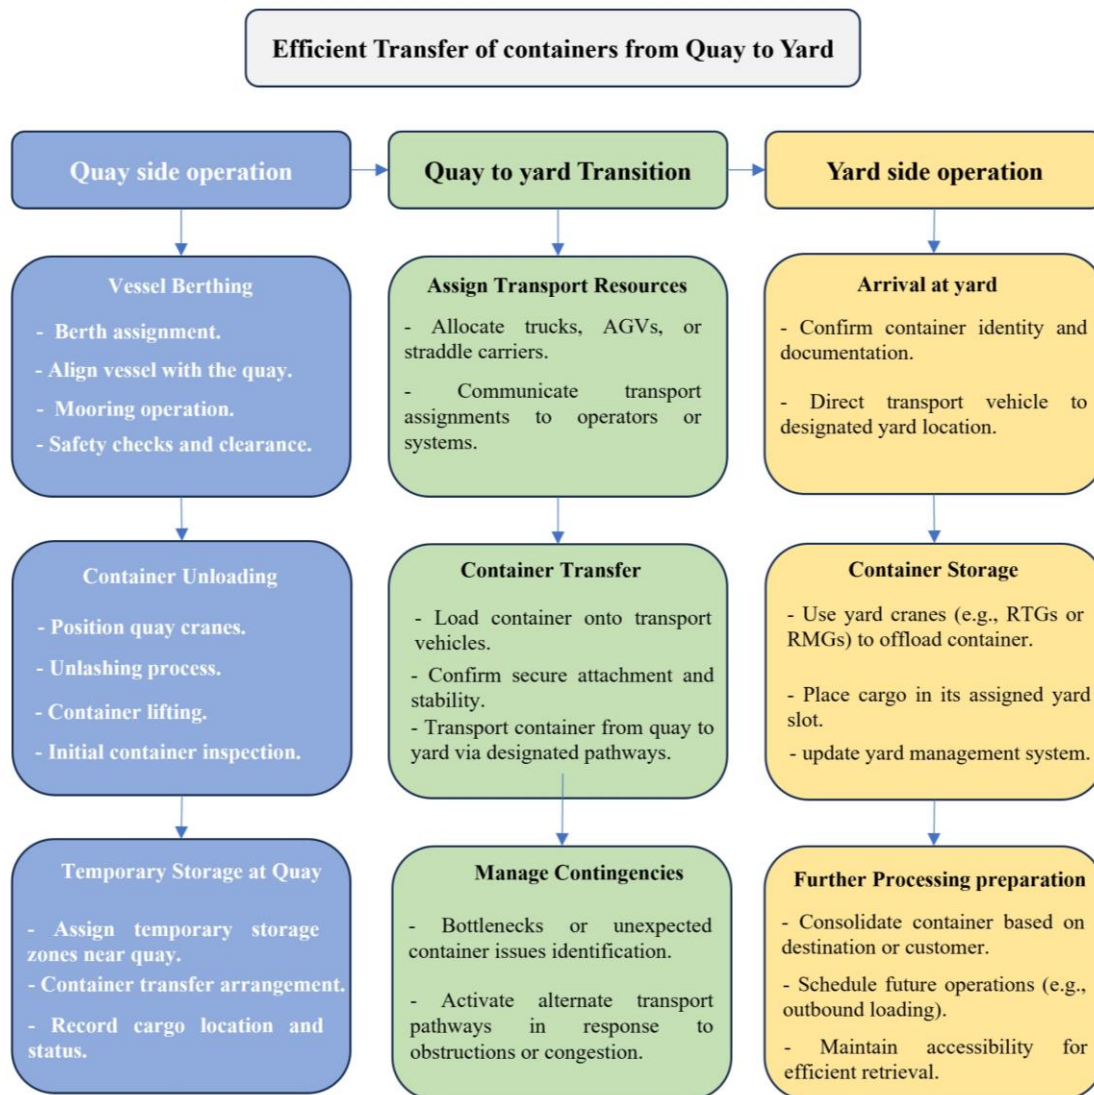 Efficient Transfer of containers from Quay to Yard
Quay side operation
Vessel Berthing
- Berth assignment.
- Align vessel with the quay.
- Mooring operation.
- Safety checks and clearance.
Container Unloading
- Position quay cranes.
- Unlashing process.
- Container lifting.
- Initial container inspection.
Temporary Storage at Quay
- Assign temporary storage
zones near quay.
- Container transfer arrangement.
- Record cargo location and
status.
Quay to yard Transition
Assign Transport Resources
- Allocate trucks, AGVs, or
straddle carriers.
- Communicate transport
assignments to operators or
systems.
Container Transfer
- Load container onto transport
vehicles.
- Confirm secure attachment and
stability.
- Transport container from quay to
yard via designated pathways.
Manage Contingencies
- Bottlenecks or unexpected
container issues identification.
- Activate alternate transport
pathways in response to
obstructions or congestion.
Yard side operation
Arrival at yard
- Confirm container identity and
documentation.
- Direct transport vehicle to
designated yard location.
Container Storage
- Use yard cranes (e.g., RTGs or
RMGs) to offload container.
- Place cargo in its assigned yard
slot.
- update yard management system.
Further Processing preparation
- Consolidate container based on
destination or customer.
- Schedule future operations (e.g.,
outbound loading).
- Maintain accessibility for
efficient retrieval.